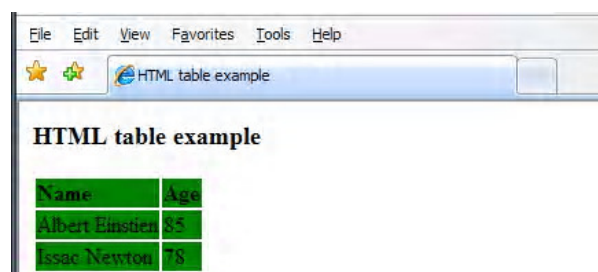 File Edit View Favorites Tools Help
HTML table example
HTML table example
Name Age
Albert Einstien 85
Issac Newton 78